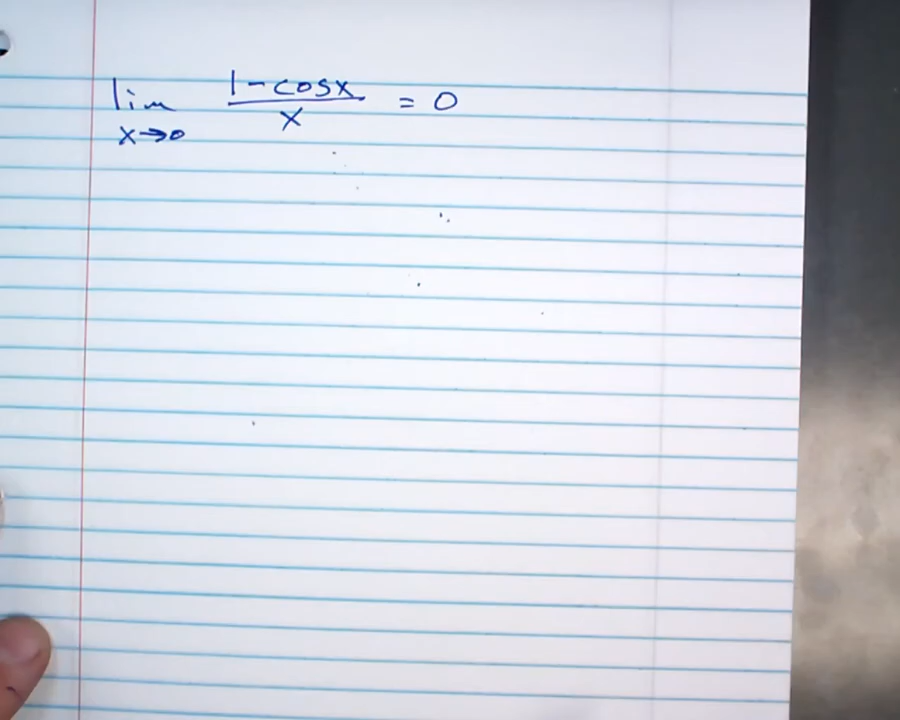 lim 1-cosx / x = 0
x→0